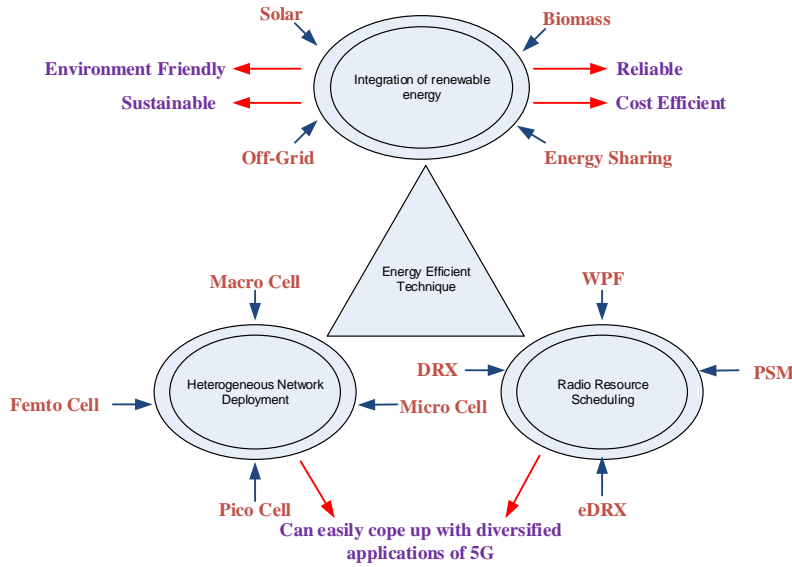 Solar
Biomass
Environment Friendly
Integration of renewable
energy
Reliable
Sustainable
Cost Efficient
Off-Grid
Energy Sharing
Energy Efficient
Technique
Macro Cell
WPF
Heterogeneous Network
Deployment
DRX
Radio Resource
Scheduling
PSM
Femto Cell
Micro Cell
Pico Cell
eDRX
Can easily cope up with diversified
applications of 5G